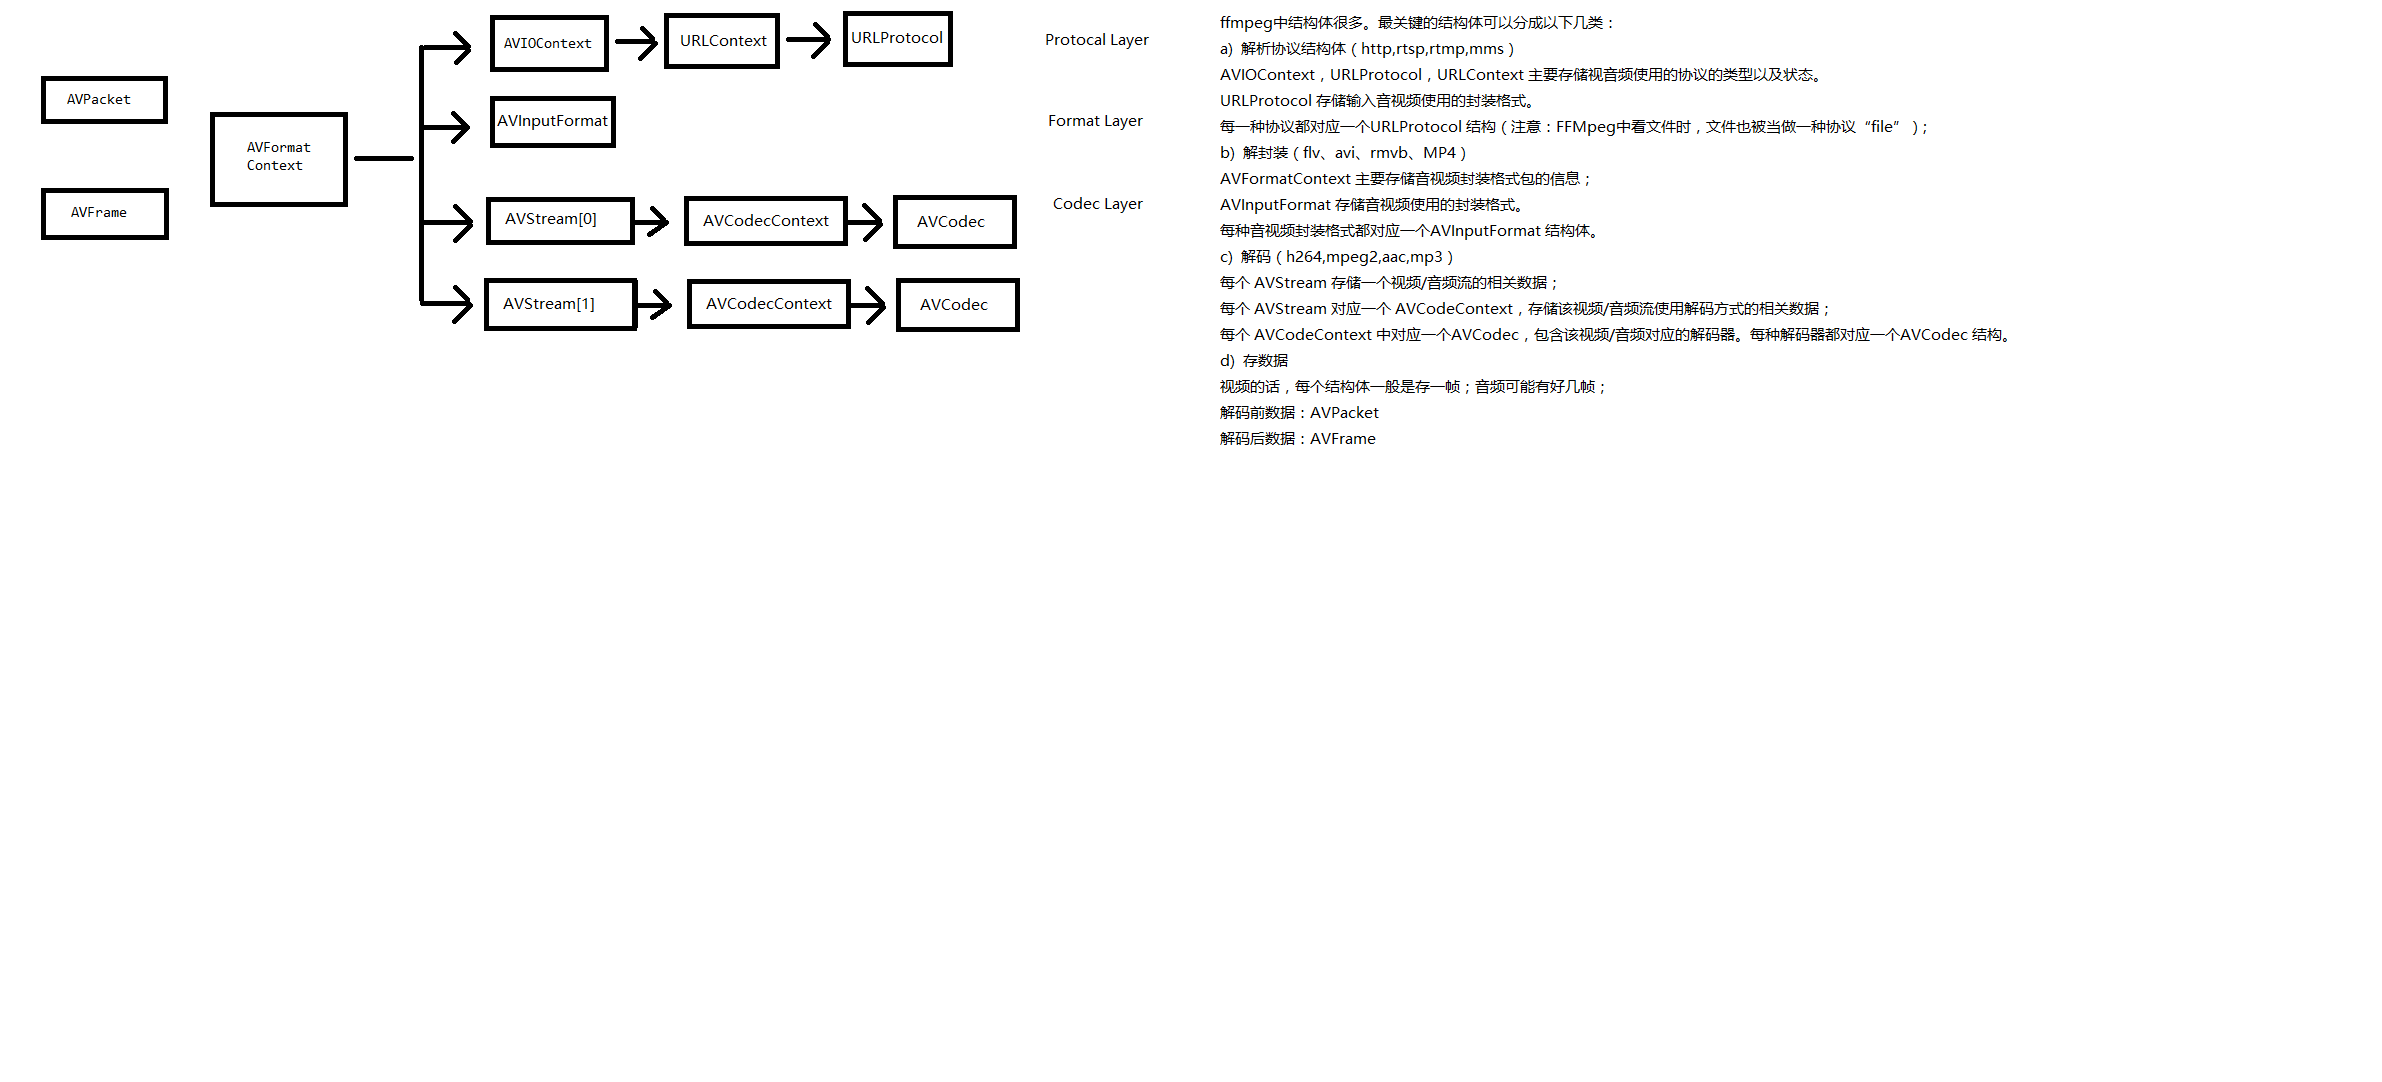 AVPacket
AVFrame
AVFormat
Context
AVIOContext
URLContext
URLProtocol
Protocal Layer
AVInputFormat
Format Layer
AVStream[0]
AVCodecContext
AVCodec
Codec Layer
AVStream[1]
AVCodecContext
AVCodec
ffmpeg中结构体很多。最关键的结构体可以分成以下几类：
a) 解析协议结构体（http,rtsp,rtmp,mms）
AVIOContext，URLProtocol，URLContext 主要存储视音频使用的协议的类型以及状态。
URLProtocol 存储输入音视频使用的封装格式。
每一种协议都对应一个URLProtocol 结构（注意：FFMpeg中看文件时，文件也被当做一种协议“file” ）；
b) 解封装（flv、avi、rmvb、MP4）
AVFormatContext 主要存储音视频封装格式包的信息；
AVInputFormat 存储音视频使用的封装格式。
每种音视频封装格式都对应一个AVInputFormat 结构体。
c) 解码（h264,mpeg2,aac,mp3）
每个 AVStream 存储一个视频/音频流的相关数据；
每个 AVStream 对应一个 AVCodeContext，存储该视频/音频流使用解码方式的相关数据；
每个 AVCodeContext 中对应一个AVCodec，包含该视频/音频对应的解码器。每种解码器都对应一个AVCodec 结构。
d) 存数据
视频的话，每个结构体一般是存一帧；音频可能有好几帧；
解码前数据：AVPacket
解码后数据：AVFrame